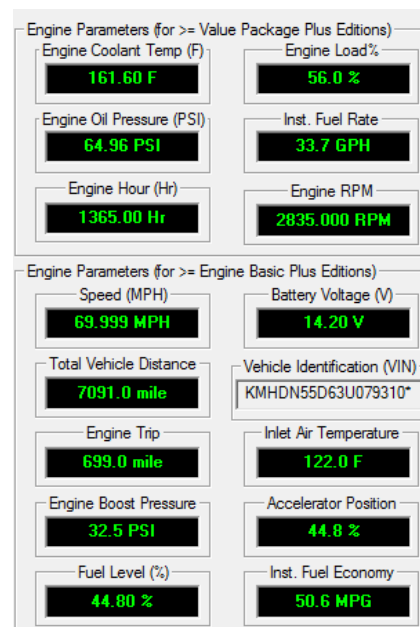 Engine Parameters (for >= Value Package Plus Editions)
Engine Coolant Temp (F)
161.60 F
Engine Load%
56.0 %
Engine Oil Pressure (PSI)
64.96 PSI
Inst. Fuel Rate
33.7 GPH
Engine Hour (Hr)
1365.00 Hr
Engine RPM
2835.000 RPM
Engine Parameters (for >= Engine Basic Plus Editions)
Speed (MPH)
69.999 MPH
Battery Voltage (V)
14.20 V
Total Vehicle Distance
7091.0 mile
Vehicle Identification (VIN)
KMHDN55D63U079310*
Engine Trip
699.0 mile
Inlet Air Temperature
122.0 F
Engine Boost Pressure
32.5 PSI
Accelerator Position
44.8 %
Fuel Level (%)
44.80 %
Inst. Fuel Economy
50.6 MPG